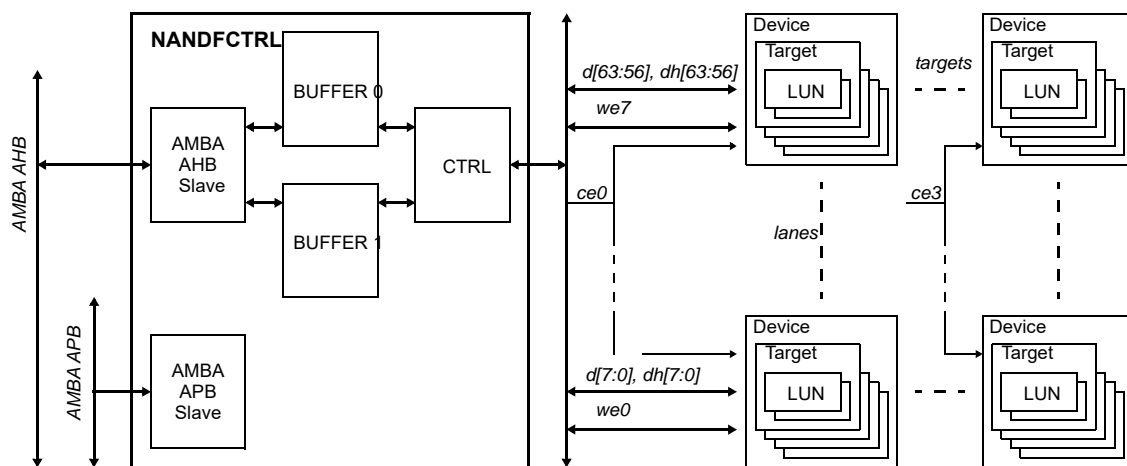 NANDFCTRL
BUFFER 0
AMBA
AHB
Slave
CTRL
BUFFER 1
AMBA
APB
Slave
AMBA AHB
AMBA APB
d[63:56], dh[63:56]
we7
ce0
Device
Target
LUN
targets
Device
Target
LUN
lanes
ce3
d[7:0], dh[7:0]
we0
Device
Target
LUN
Device
Target
LUN